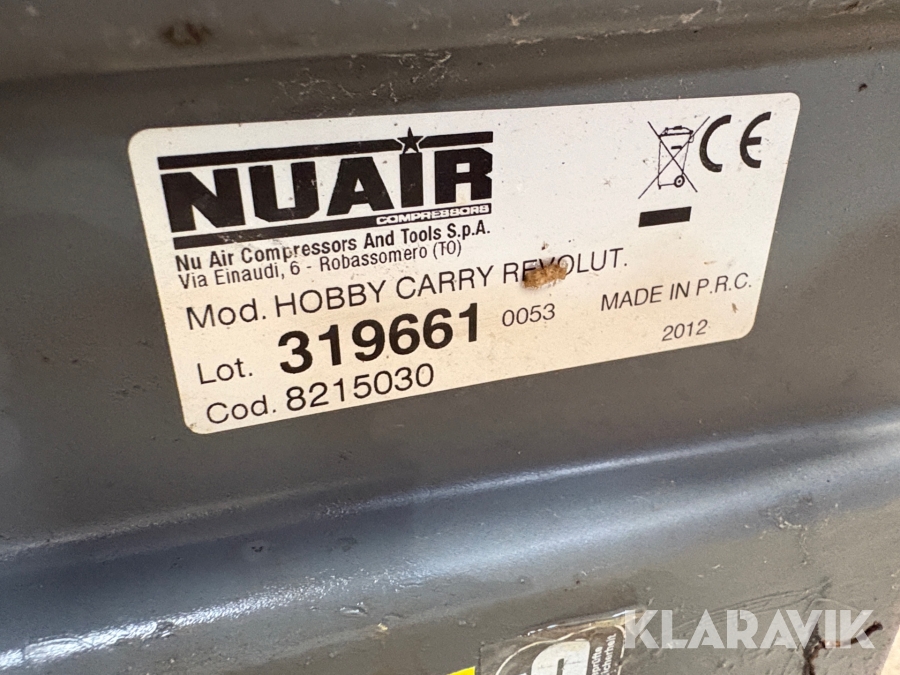 NUAIR
COMPRESSORS
CE
Nu Air Compressors And Tools S.p.A.
Via Einaudi, 6 - Robassomero (TO)
Mod. HOBBY CARRY REVOLUT.
Lot. 319661 0053 MADE IN P.R.C.
Cod. 8215030 2012
KLARAVIK